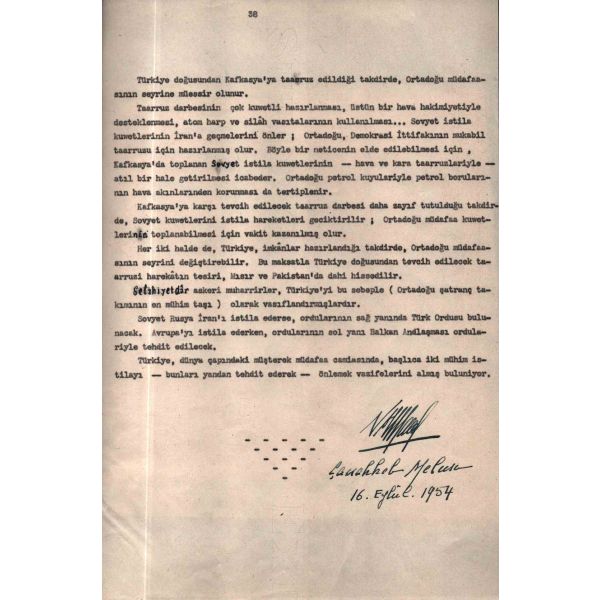 38
Türkiye doğusundan Kafkasya'ya taarruz edildiği takdirde, Ortadoğu müdafaa-
sının seyrine müessir olunur.
Taarruz darbesinin çok kuwetli hazırlanması, üstün bir hava hakimiyetiyle
desteklenmesi, atom harp ve silâh vasıtalarının kullanılması... Sovyet istila
kuwetlerinin İran'a geçmelerini önler ; Ortadoğu, Demokrasi İttifakının mukabil
taarruzu için hazırlanmış olur. Böyle bir neticenin elde edilebilmesi için ,
Kafkasya'da toplanan Sovyet istila kuwetlerinin — hava ve kara taarruzlariyle —
atıl bir hale getirilmesi icabeder. Ortadoğu petrol kuyulariyle petrol boruları-
nın hava akınlarından korunması da tertiplenir.
Kafkasya'ya karşı tevcih edilecek taarruz darbesi daha zayıf tutulduğu takdir-
de, Sovyet kuwetlerini istila hareketleri geciktirilir ; Ortadoğu müdafaa kuwet-
lerinin toplanabilmesi için vakit kazanılmış olur.
Her iki halde de, Türkiye, imkânlar hazırlandığı takdirde, Ortadoğu müdafaa-
sının seyrini değiştirebilir. Bu maksatla Türkiye doğusundan tevcih edilecek ta-
arruzi harekâtın tesiri, Mısır ve Pakistan'da dahi hissedilir.
Selâhiyetdâr askeri muharrirler, Türkiye'yi bu sebeple ( Ortadoğu şatranç ta-
kımının en mühim taşı ) olarak vasıflandırmışlardır.
Sovyet Rusya İran'ı istila ederse, ordularının sağ yanında Türk Ordusu bulu-
nacak. Avrupa'yı istila ederken, ordularının sol yanı Balkan Andlaşması ordula-
riyle tehdit edilecek.
Türkiye, dünya çapındaki müşterek müdafaa camiasında, başlıca iki mühim is-
tilayı — bunları yandan tehdit ederek — önlemek vazifelerini almış bulunuyor.
16. Eylül. 1954